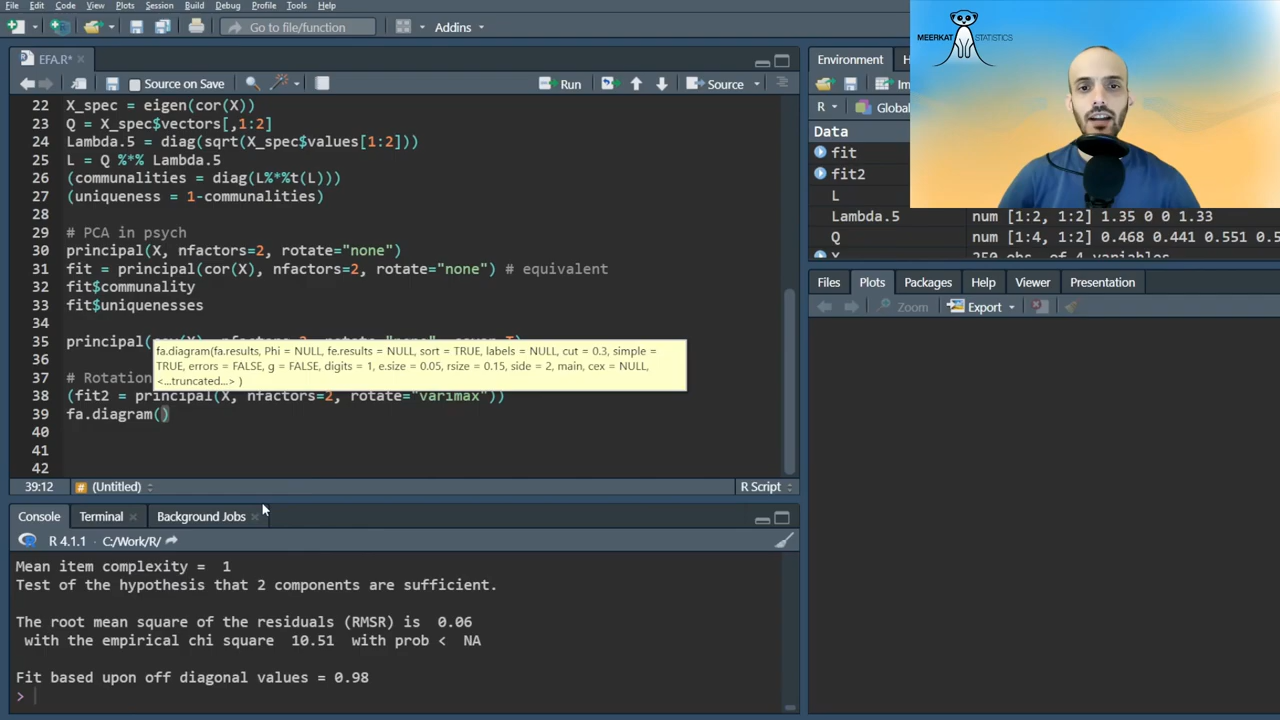 File Edit Code View Plots Session Build Debug Profile Tools Help
Go to file/function
Addins
MEERKAT STATISTICS
EFA.R*
Source on Save
Run
Source
22 X_spec = eigen(cor(X))
23 Q = X_spec$vectors[,1:2]
24 Lambda.5 = diag(sqrt(X_spec$values[1:2]))
25 L = Q %*% Lambda.5
26 (communalities = diag(L%*%t(L)))
27 (uniqueness = 1-communalities)
28
29 # PCA in psych
30 principal(X, nfactors=2, rotate="none")
31 fit = principal(cor(X), nfactors=2, rotate="none") # equivalent
32 fit$communality
33 fit$uniquenesses
34
35 principal(
fa.diagram(fa.results, Phi = NULL, fe.results = NULL, sort = TRUE, labels = NULL, cut = 0.3, simple =
TRUE, errors = FALSE, g = FALSE, digits = 1, e.size = 0.05, rsize = 0.15, side = 2, main, cex = NULL,
<...truncated...> )
36
37 # Rotation
38 (fit2 = principal(X, nfactors=2, rotate="varimax"))
39 fa.diagram()
40
41
42
39:12 # (Untitled) R Script
Console Terminal Background Jobs
R 4.1.1 C:/Work/R/
Mean item complexity = 1
Test of the hypothesis that 2 components are sufficient.
The root mean square of the residuals (RMSR) is 0.06
with the empirical chi square 10.51 with prob < NA
Fit based upon off diagonal values = 0.98
>
Environment
R Global
Data
fit
fit2
L
Lambda.5 num [1:2, 1:2] 1.35 0 0 1.33
Q num [1:4, 1:2] 0.468 0.441 0.551 0.5
250 obs. of 4 variables
Files Plots Packages Help Viewer Presentation
Zoom Export